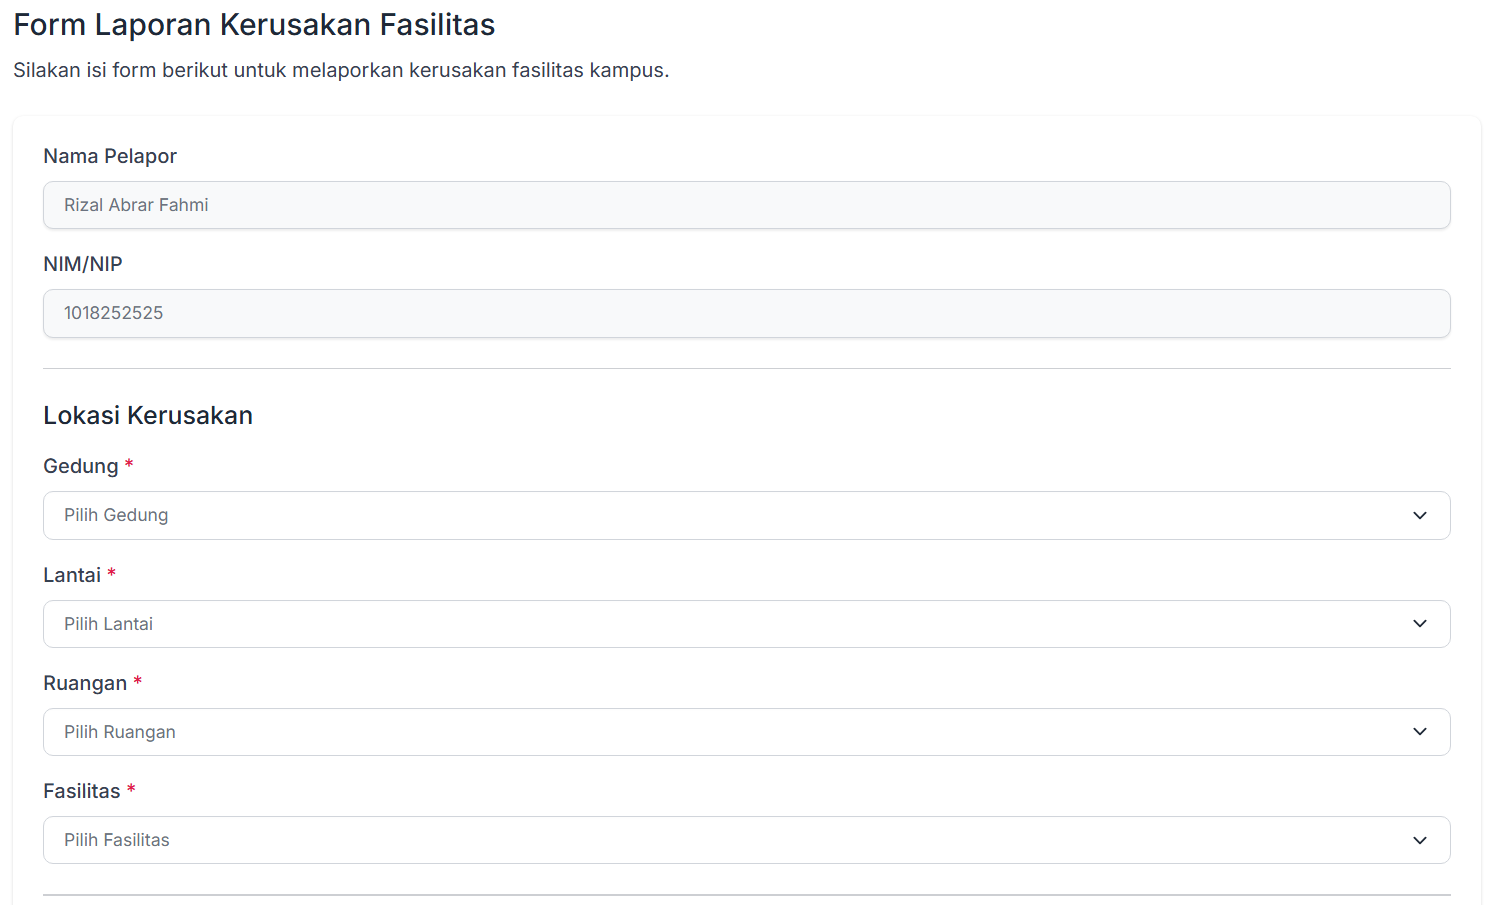 Form Laporan Kerusakan Fasilitas
Silakan isi form berikut untuk melaporkan kerusakan fasilitas kampus.
Nama Pelapor
Rizal Abrar Fahmi
NIM/NIP
1018252525
Lokasi Kerusakan
Gedung *
Pilih Gedung
Lantai *
Pilih Lantai
Ruangan *
Pilih Ruangan
Fasilitas *
Pilih Fasilitas